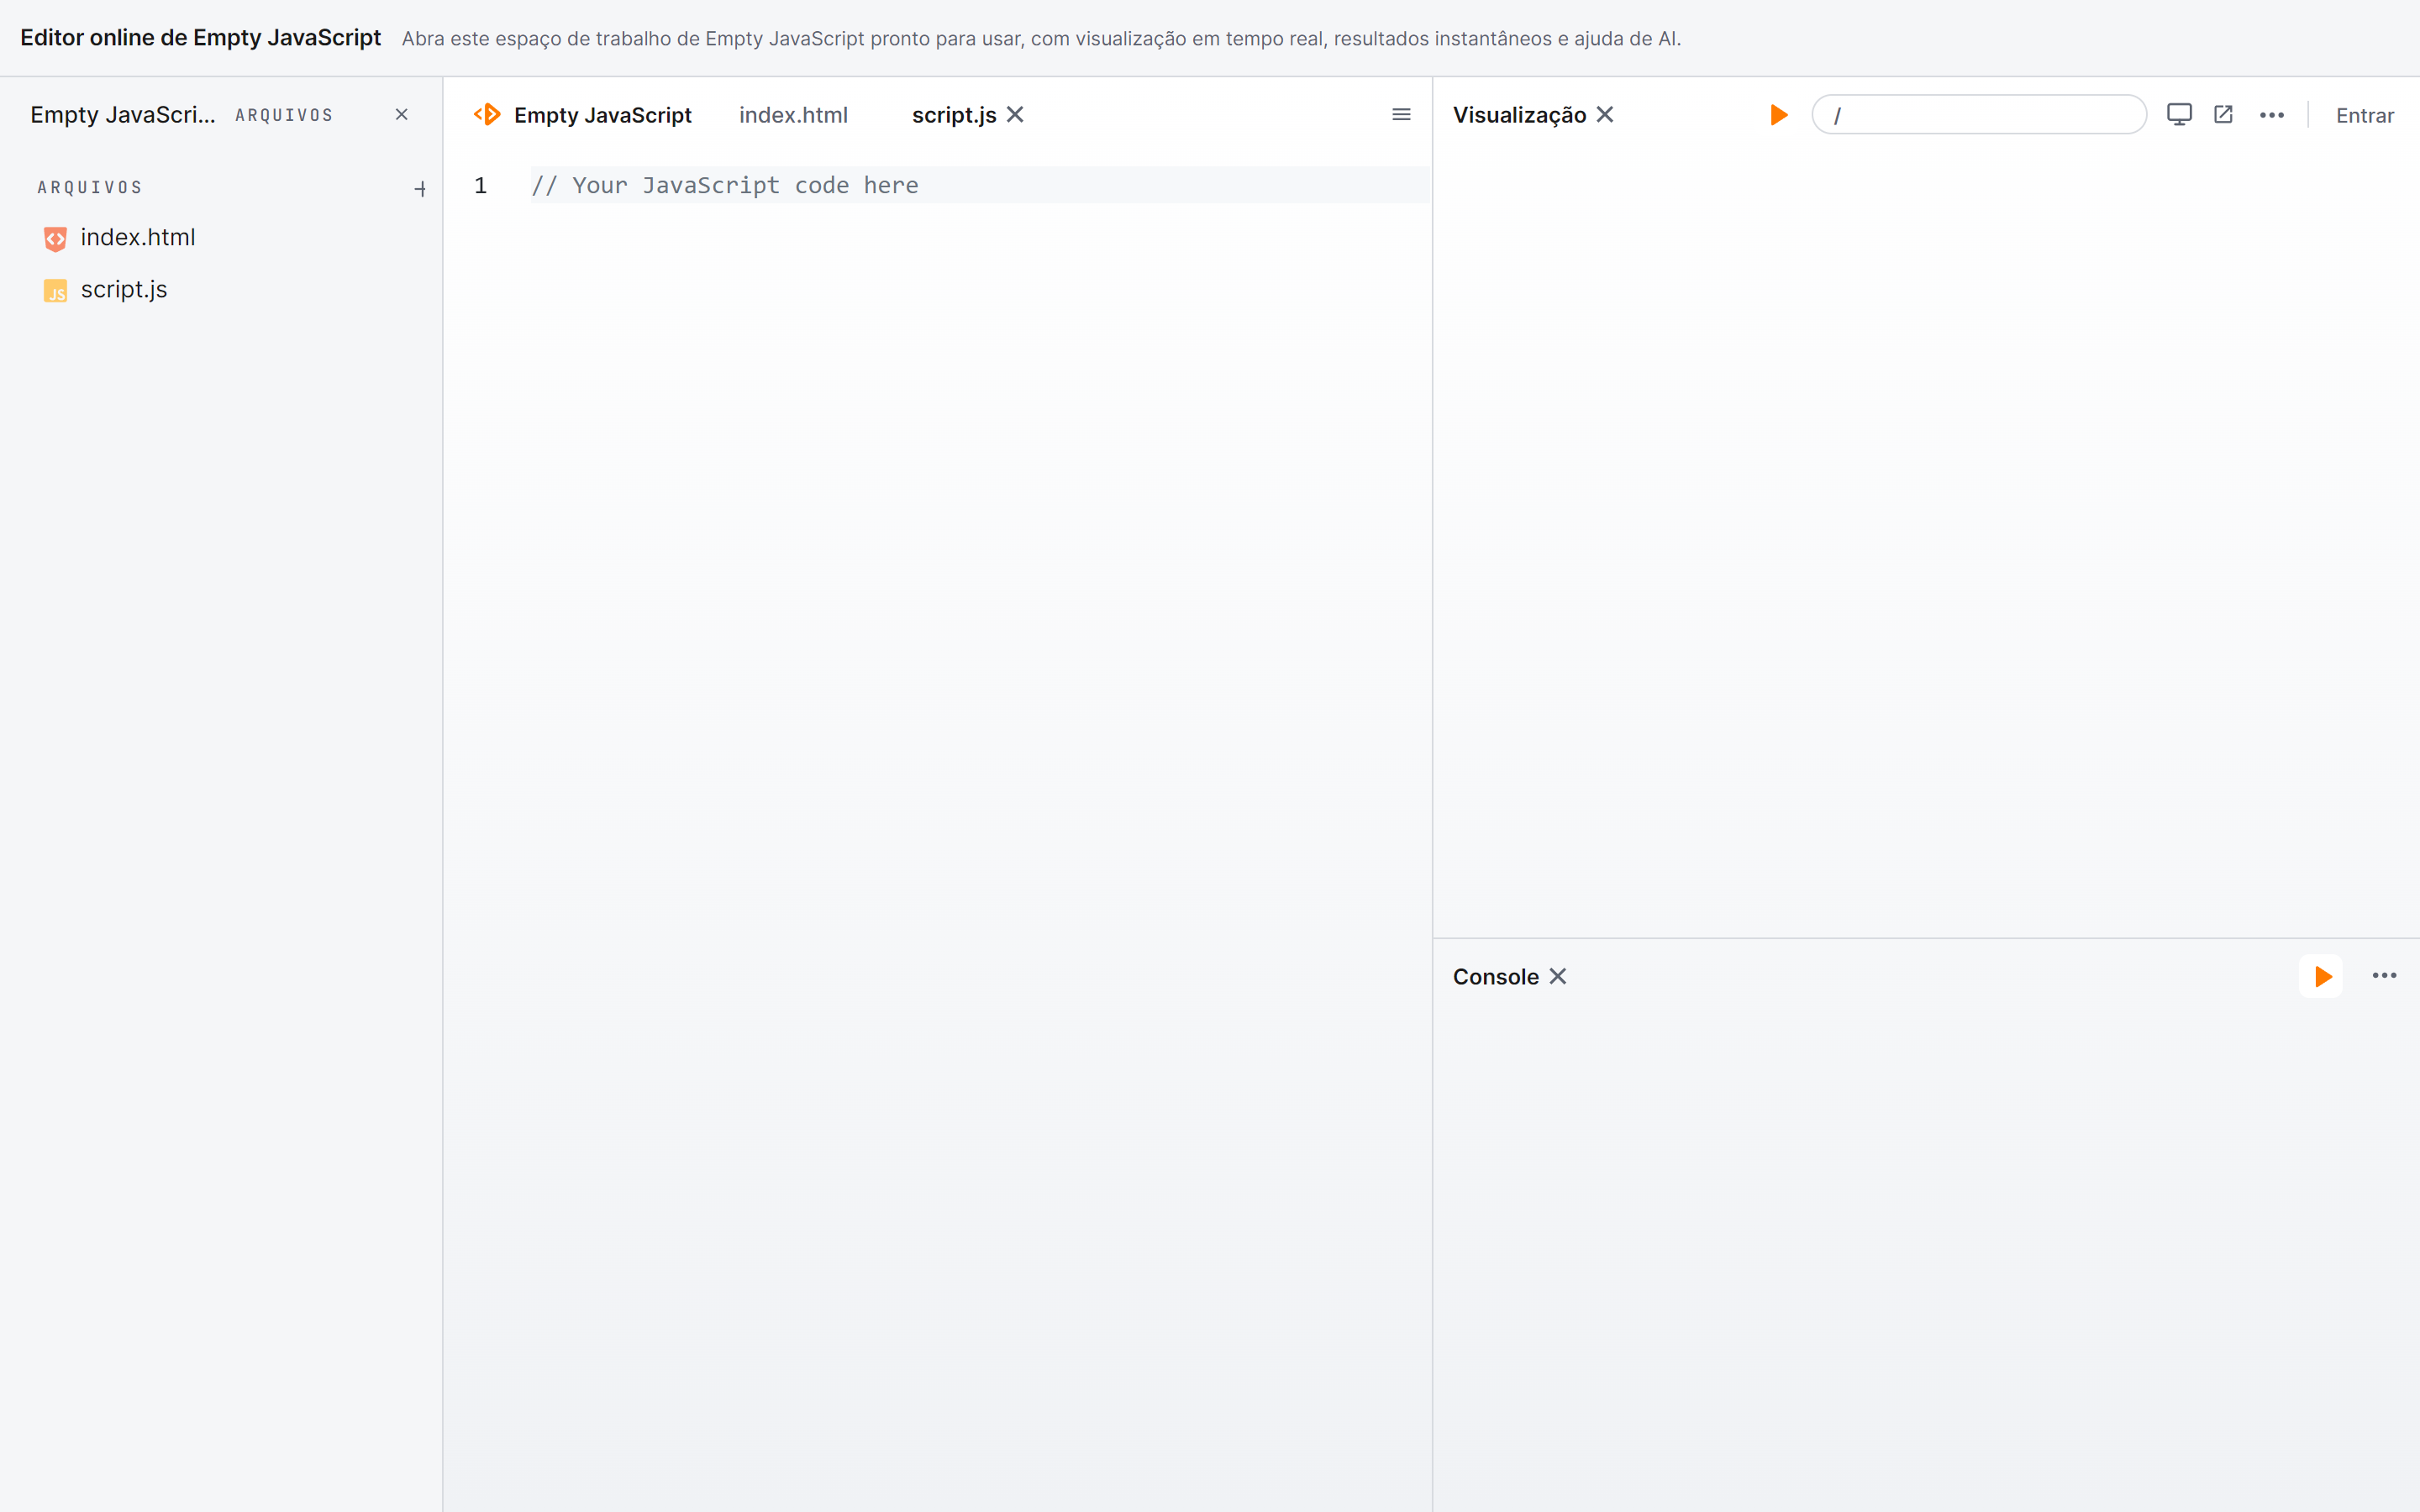 Editor online de Empty JavaScript Abra este espaço de trabalho de Empty JavaScript pronto para usar, com visualização em tempo real, resultados instantâneos e ajuda de AI.
Empty JavaScri... ARQUIVOS
ARQUIVOS
index.html
JS script.js
Empty JavaScript index.html script.js
1 // Your JavaScript code here
Visualização / Entrar
Console